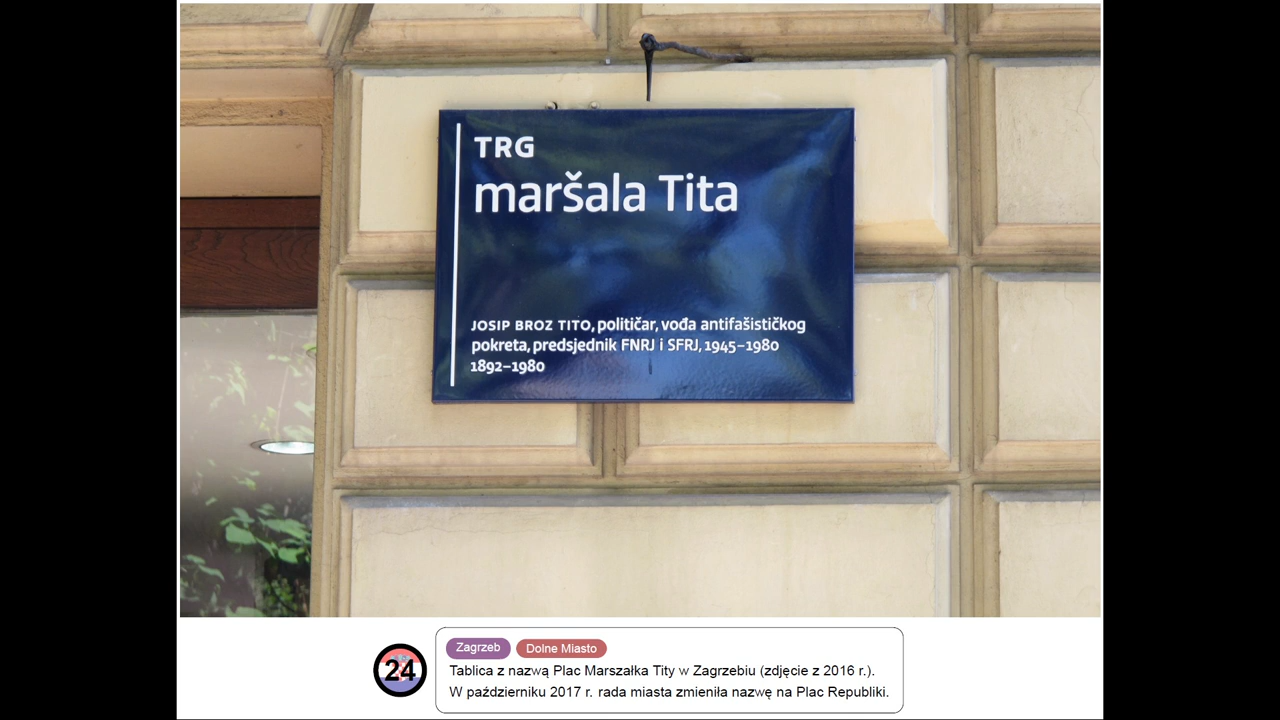 TRG
maršala Tita
JOSIP BROZ TITO, političar, vođa antifašističkog
pokreta, predsjednik FNRJ i SFRJ, 1945–1980
1892–1980
24
Zagrzeb
Dolne Miasto
Tablica z nazwą Plac Marszałka Tity w Zagrzebiu (zdjęcie z 2016 r.).
W październiku 2017 r. rada miasta zmieniła nazwę na Plac Republiki.